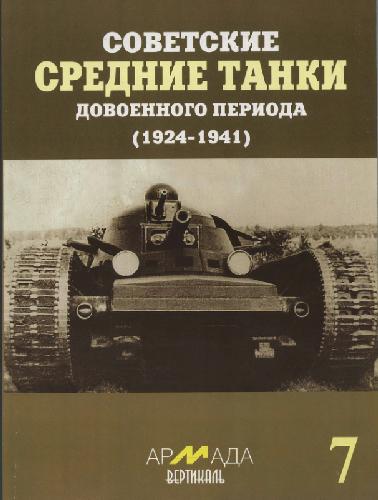 СОВЕТСКИЕ
СРЕДНИЕ ТАНКИ
ДОВОЕННОГО ПЕРИОДА
(1924-1941)
АРМАДА
ВЕРТИКАЛЬ
7